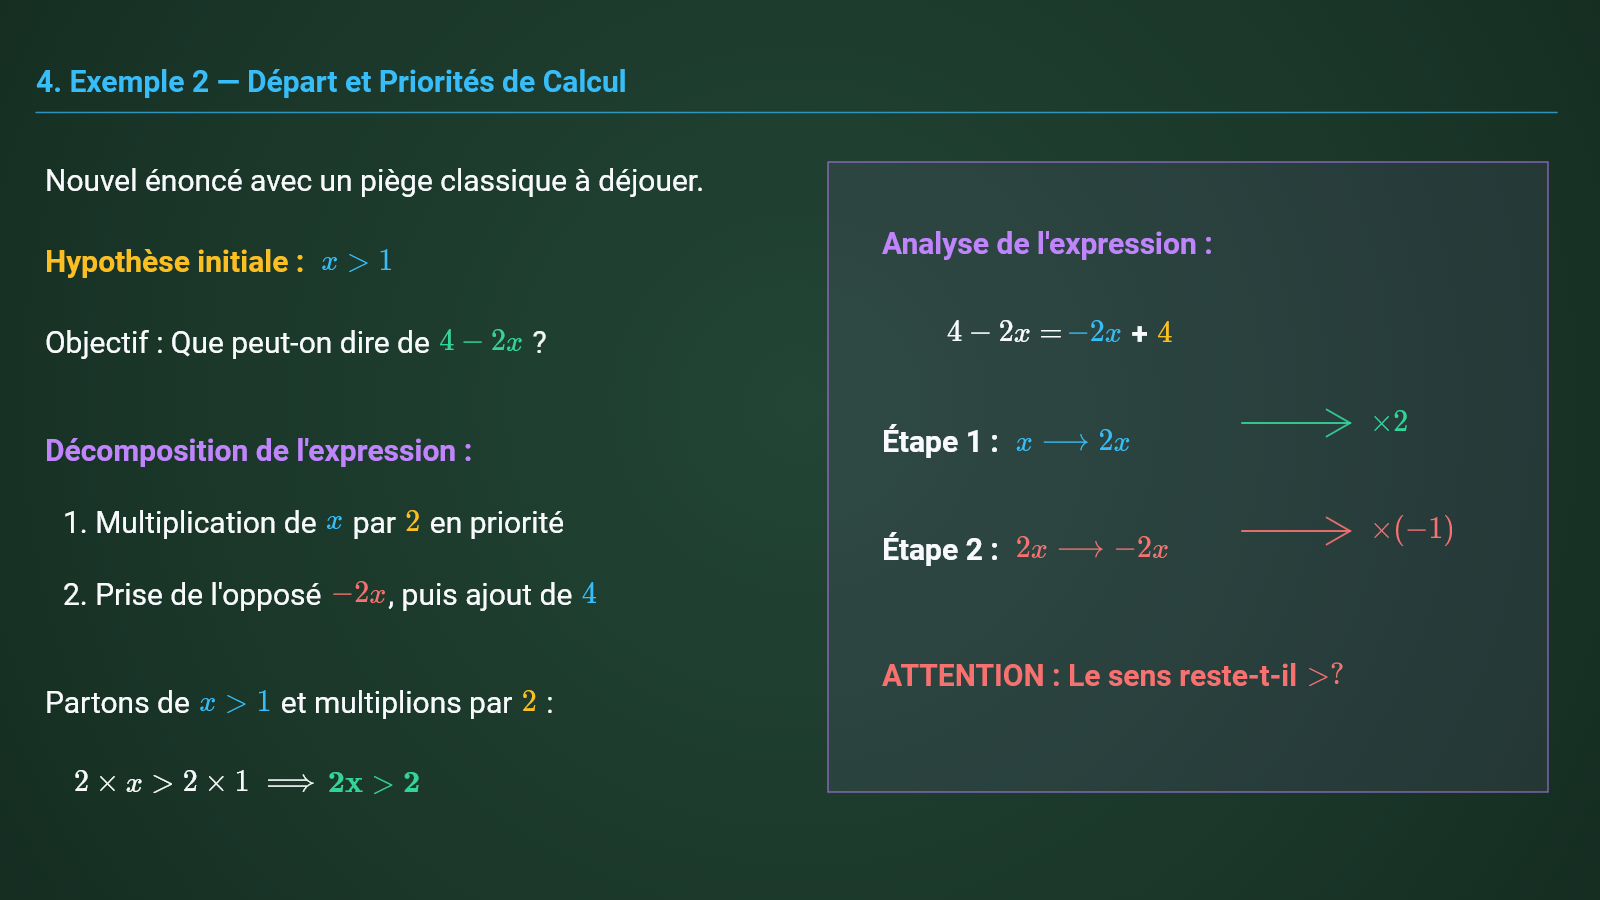 4. Exemple 2 — Départ et Priorités de Calcul
Nouvel énoncé avec un piège classique à déjouer.
Hypothèse initiale : x > 1
Objectif : Que peut-on dire de 4 − 2x ?
Décomposition de l'expression :
1. Multiplication de x par 2 en priorité
2. Prise de l'opposé −2x, puis ajout de 4
Partons de x > 1 et multiplions par 2 :
2 × x > 2 × 1 ⟹ 2x > 2
Analyse de l'expression :
4 − 2x = −2x + 4
Étape 1 : x ⟶ 2x ⟶ ×2
Étape 2 : 2x ⟶ −2x ⟶ ×(−1)
ATTENTION : Le sens reste-t-il >?